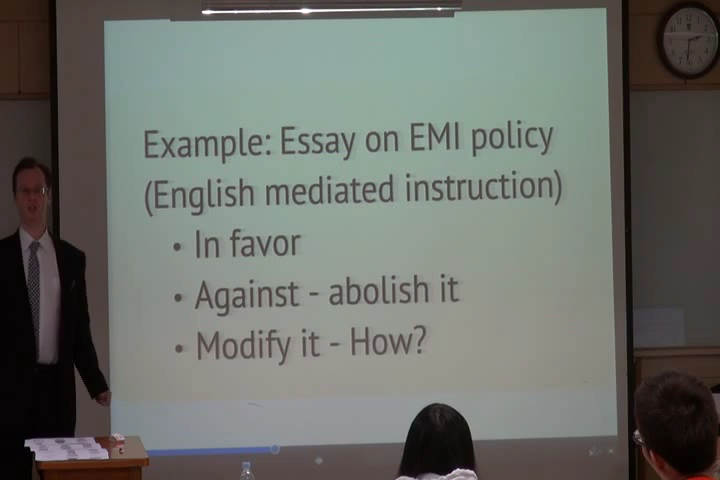 Example: Essay on EMI policy
(English mediated instruction)
• In favor
• Against - abolish it
• Modify it - How?